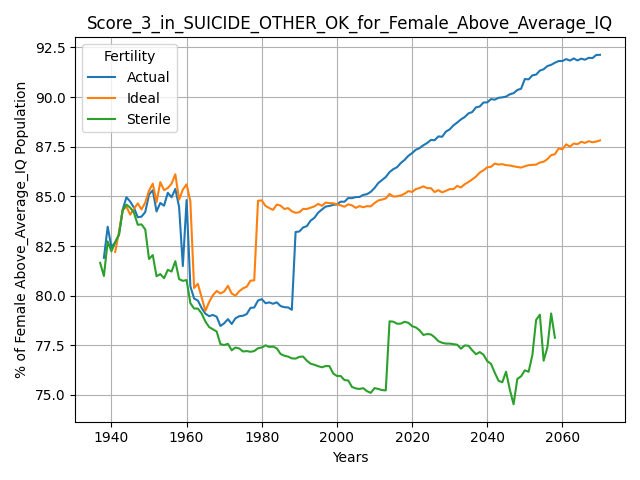 Score_3_in_SUICIDE_OTHER_OK_for_Female_Above_Average_IQ
% of Female Above_Average_IQ Population
92.5
90.0
87.5
85.0
82.5
80.0
77.5
75.0
Fertility
Actual
Ideal
Sterile
1940
1960
1980
2000
2020
2040
2060
Years